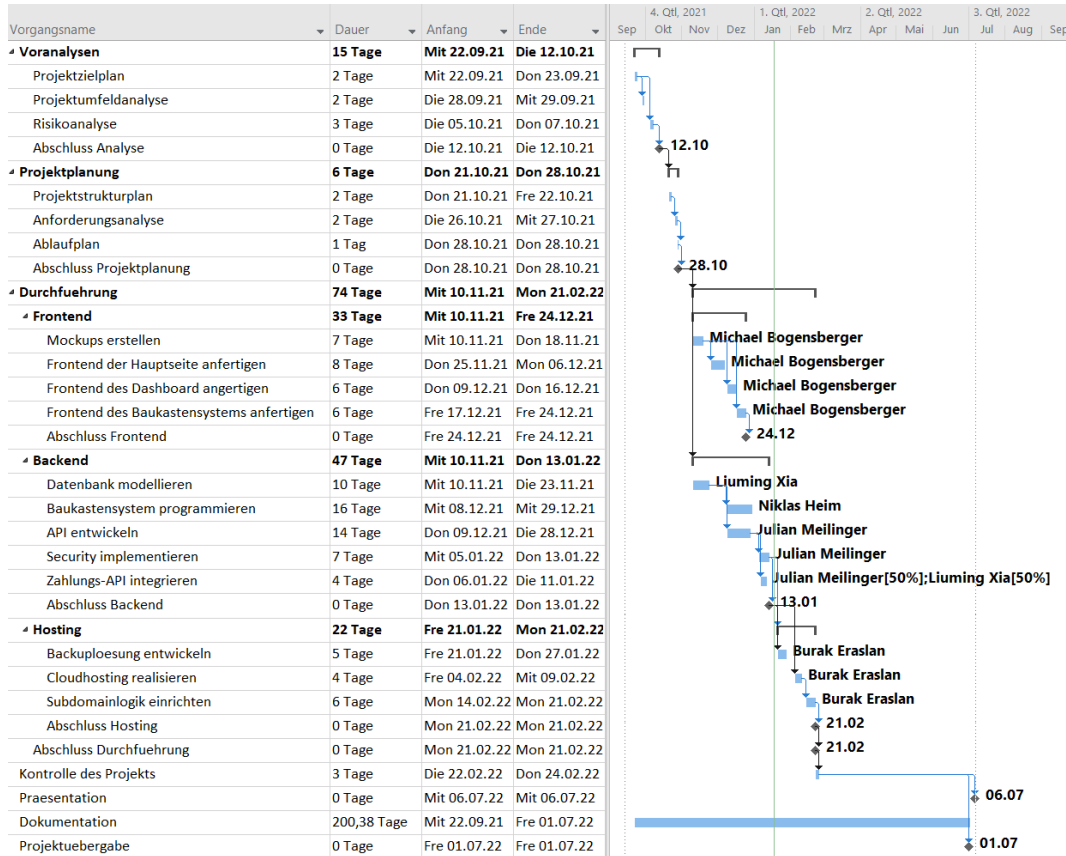 4. Qtl, 2021 1. Qtl, 2022 2. Qtl, 2022 3. Qtl, 2022
Vorgangsname Dauer Anfang Ende Sep Okt Nov Dez Jan Feb Mrz Apr Mai Jun Jul Aug Sep
Voranalysen 15 Tage Mit 22.09.21 Die 12.10.21
Projektzielplan 2 Tage Mit 22.09.21 Don 23.09.21
Projektumfeldanalyse 2 Tage Die 28.09.21 Mit 29.09.21
Risikoanalyse 3 Tage Die 05.10.21 Don 07.10.21
Abschluss Analyse 0 Tage Die 12.10.21 Die 12.10.21 12.10
Projektplanung 6 Tage Don 21.10.21 Don 28.10.21
Projektstrukturplan 2 Tage Don 21.10.21 Fre 22.10.21
Anforderungsanalyse 2 Tage Die 26.10.21 Mit 27.10.21
Ablaufplan 1 Tag Don 28.10.21 Don 28.10.21
Abschluss Projektplanung 0 Tage Don 28.10.21 Don 28.10.21 28.10
Durchfuehrung 74 Tage Mit 10.11.21 Mon 21.02.22
Frontend 33 Tage Mit 10.11.21 Fre 24.12.21
Mockups erstellen 7 Tage Mit 10.11.21 Don 18.11.21 Michael Bogensberger
Frontend der Hauptseite anfertigen 8 Tage Don 25.11.21 Mon 06.12.21 Michael Bogensberger
Frontend des Dashboard angertigen 6 Tage Don 09.12.21 Don 16.12.21 Michael Bogensberger
Frontend des Baukastensystems anfertigen 6 Tage Fre 17.12.21 Fre 24.12.21 Michael Bogensberger
Abschluss Frontend 0 Tage Fre 24.12.21 Fre 24.12.21 24.12
Backend 47 Tage Mit 10.11.21 Don 13.01.22
Datenbank modellieren 10 Tage Mit 10.11.21 Die 23.11.21 Liuming Xia
Baukastensystem programmieren 16 Tage Mit 08.12.21 Mit 29.12.21 Niklas Heim
API entwickeln 14 Tage Don 09.12.21 Die 28.12.21 Julian Meilinger
Security implementieren 7 Tage Mit 05.01.22 Don 13.01.22 Julian Meilinger
Zahlungs-API integrieren 4 Tage Don 06.01.22 Die 11.01.22 Julian Meilinger[50%];Liuming Xia[50%]
Abschluss Backend 0 Tage Don 13.01.22 Don 13.01.22 13.01
Hosting 22 Tage Fre 21.01.22 Mon 21.02.22
Backuploesung entwickeln 5 Tage Fre 21.01.22 Don 27.01.22 Burak Eraslan
Cloudhosting realisieren 4 Tage Fre 04.02.22 Mit 09.02.22 Burak Eraslan
Subdomainlogik einrichten 6 Tage Mon 14.02.22 Mon 21.02.22 Burak Eraslan
Abschluss Hosting 0 Tage Mon 21.02.22 Mon 21.02.22 21.02
Abschluss Durchfuehrung 0 Tage Mon 21.02.22 Mon 21.02.22 21.02
Kontrolle des Projekts 3 Tage Die 22.02.22 Don 24.02.22
Praesentation 0 Tage Mit 06.07.22 Mit 06.07.22 06.07
Dokumentation 200,38 Tage Mit 22.09.21 Fre 01.07.22
Projektuebergabe 0 Tage Fre 01.07.22 Fre 01.07.22 01.07